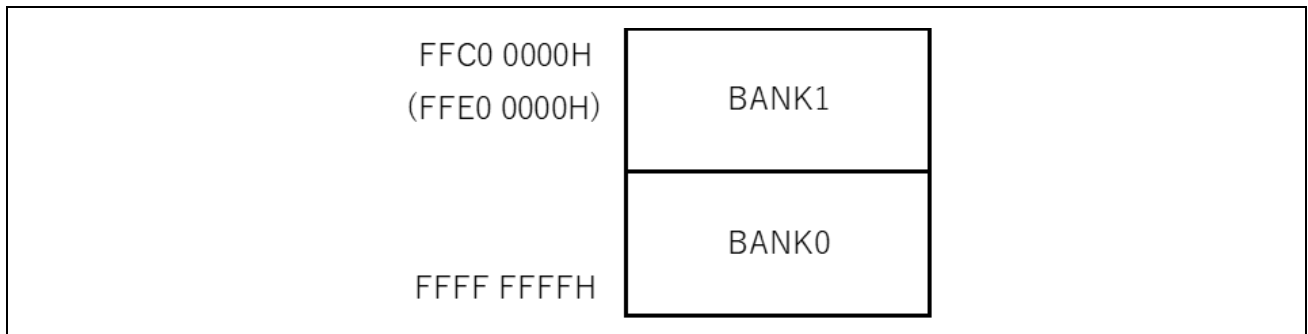 FFC0 0000H
(FFE0 0000H)
BANK1
BANK0
FFFF FFFFH